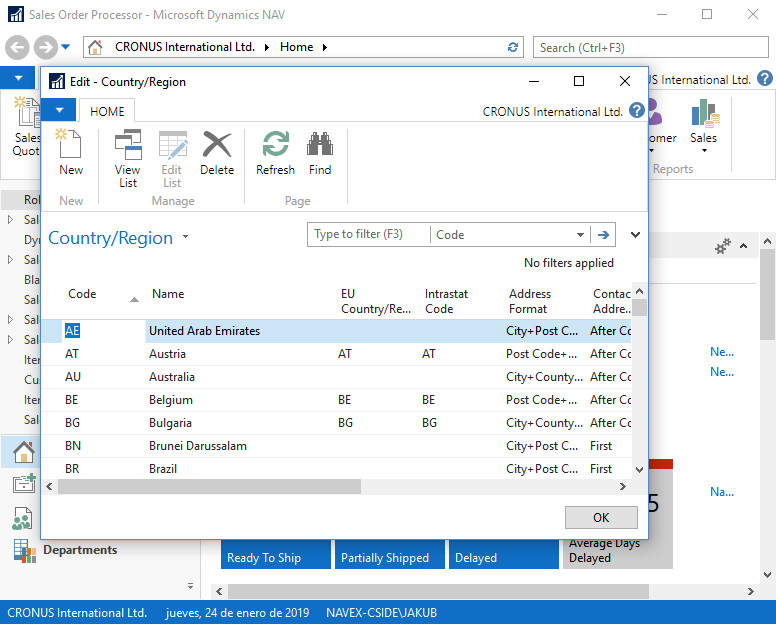 Sales Order Processor - Microsoft Dynamics NAV
CRONUS International Ltd.
Home
Search (Ctrl+F3)
Edit - Country/Region
US International Ltd.
HOME
CRONUS International Ltd.
Sales
Quot
New
View
List
Edit
List
Delete
Refresh
Find
New
Manage
Page
omer
Sales
Reports
Country/Region
Type to filter (F3)
Code
No filters applied
Code
Name
EU
Country/Re...
Intrastat
Code
Address
Format
Contac
Addre...
AE United Arab Emirates City+Post C... After Co
AT Austria AT AT Post Code+... After Co
AU Australia City+County... After Co
BE Belgium BE BE Post Code+... After Co
BG Bulgaria BG BG City+County... After Co
BN Brunei Darussalam City+Post C... First
BR Brazil City+Post C... First
OK
Rol
Sal
Dyn
Sal
Bla
Sal
Sal
Sal
Iter
Cu
Iter
Sal
Departments
Ne...
Ne...
Na...
5
Ready To Ship
Partially Shipped
Delayed
Average Days
Delayed
CRONUS International Ltd.
jueves, 24 de enero de 2019
NAVEX-CSIDE\JAKUB